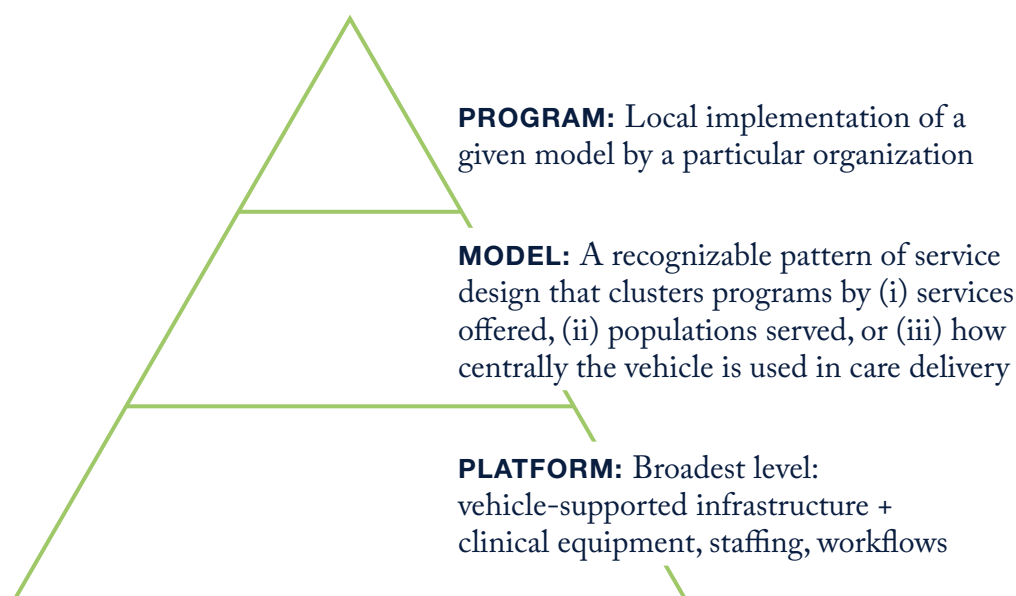 PROGRAM: Local implementation of a
given model by a particular organization
MODEL: A recognizable pattern of service
design that clusters programs by (i) services
offered, (ii) populations served, or (iii) how
centrally the vehicle is used in care delivery
PLATFORM: Broadest level:
vehicle-supported infrastructure +
clinical equipment, staffing, workflows